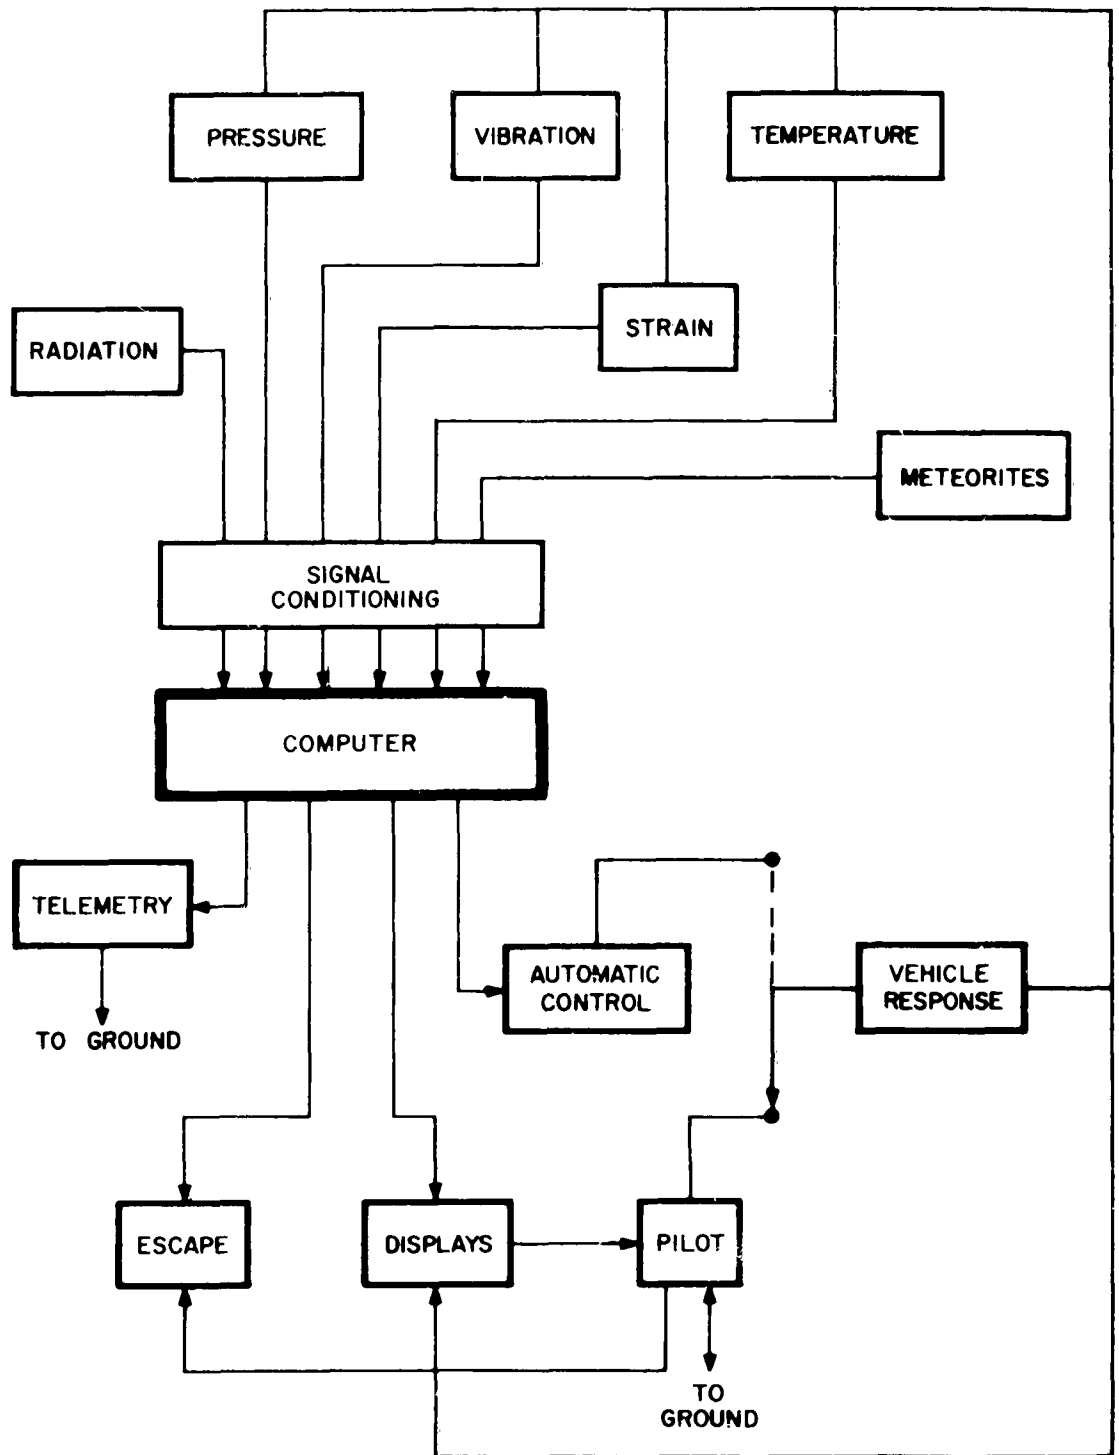 PRESSURE
VIBRATION
TEMPERATURE
RADIATION
STRAIN
METEORITES
SIGNAL
CONDITIONING
COMPUTER
TELEMETRY
TO GROUND
AUTOMATIC
CONTROL
VEHICLE
RESPONSE
ESCAPE
DISPLAYS
PILOT
TO
GROUND